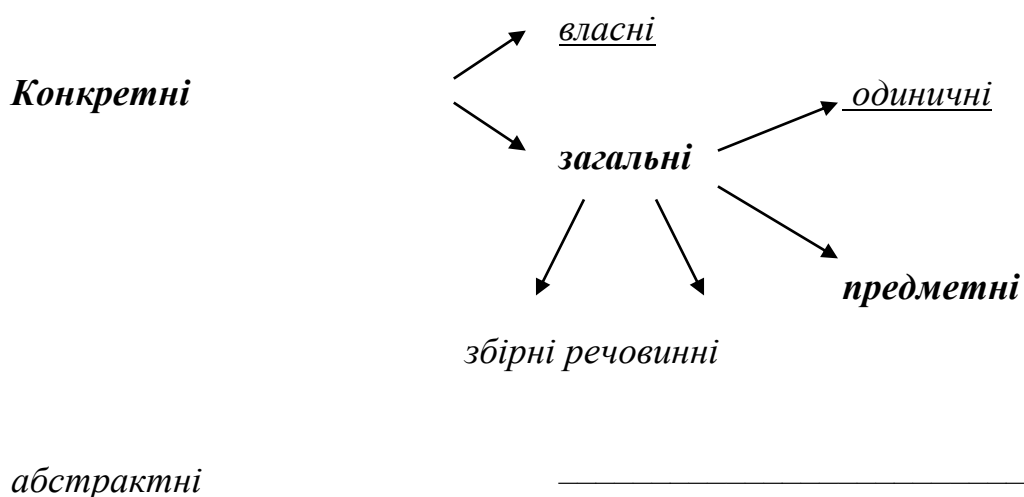 власні
Конкретні
одиничні
загальні
предметні
збірні речовинні
абстрактні